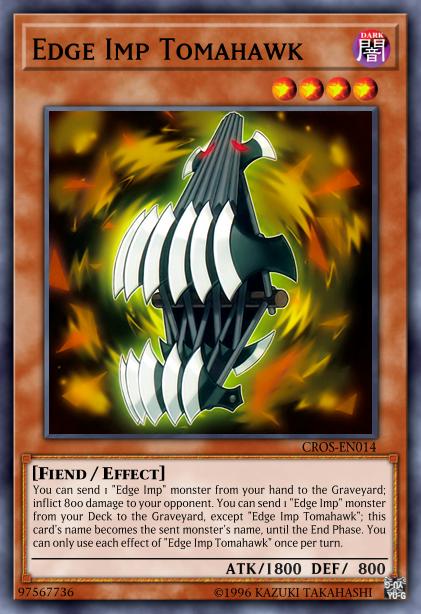 Edge Imp Tomahawk
DARK
闇
CROS-EN014
[Fiend / Effect]
You can send 1 "Edge Imp" monster from your hand to the Graveyard;
inflict 800 damage to your opponent. You can send 1 "Edge Imp" monster
from your Deck to the Graveyard, except "Edge Imp Tomahawk"; this
card's name becomes the sent monster's name, until the End Phase. You
can only use each effect of "Edge Imp Tomahawk" once per turn.
ATK/1800 DEF/ 800
97567736
©1996 KAZUKI TAKAHASHI